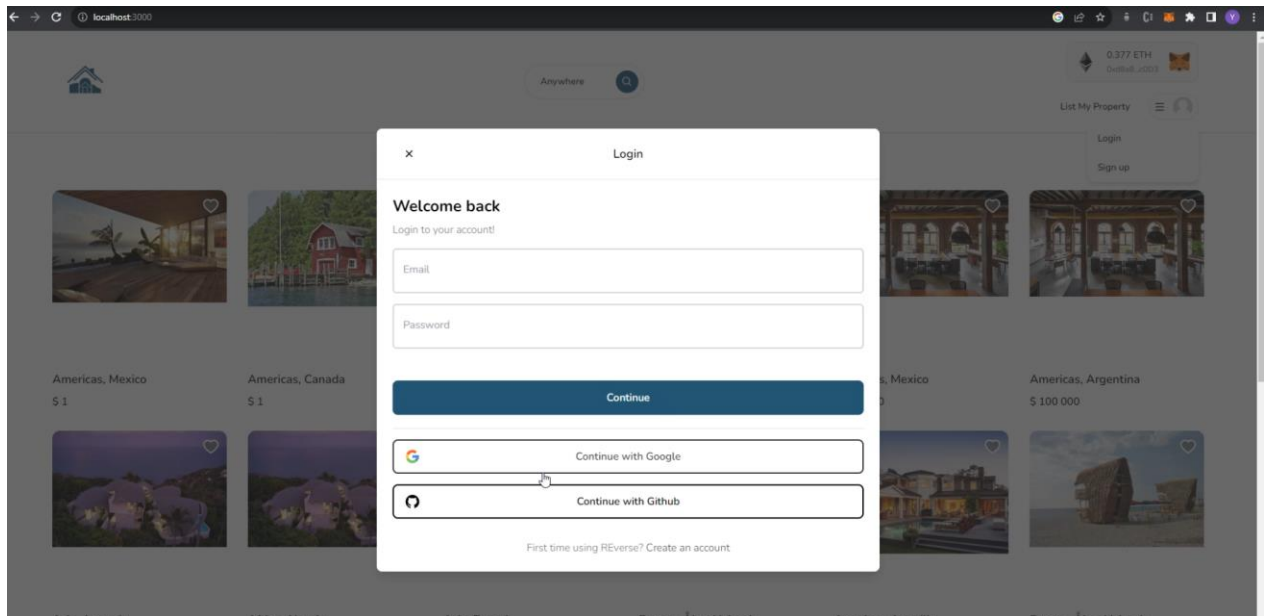 localhost:3000
Y
0.377 ETH
Anywhere
List My Property
Login
Sign up
× Login
Welcome back
Login to your account!
Email
Password
Continue
Continue with Google
Continue with Github
First time using REverse? Create an account
Americas, Mexico
$ 1
Americas, Canada
$ 1
Mexico
Americas, Argentina
$ 100 000